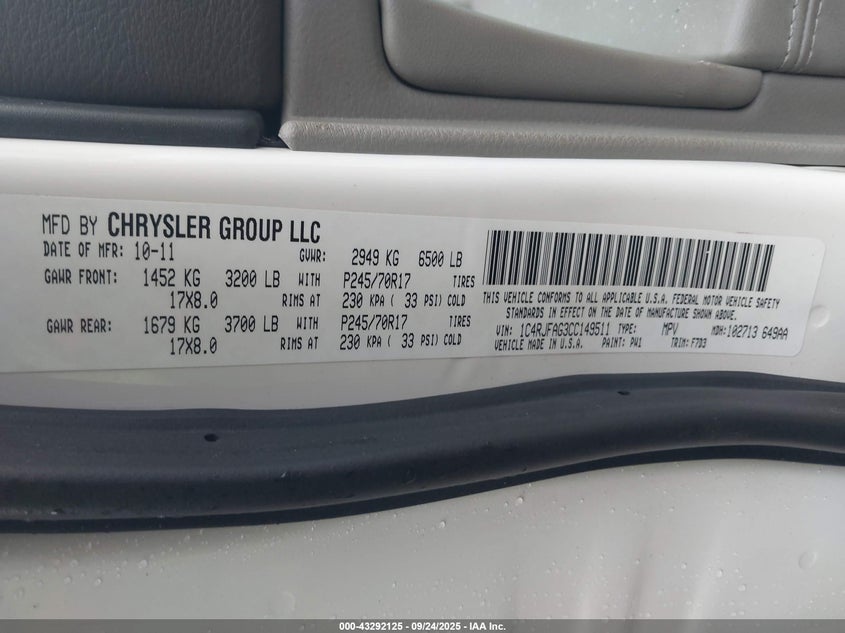 MFD BY CHRYSLER GROUP LLC
DATE OF MFR: 10-11 GVWR: 2949 KG 6500 LB
GAWR FRONT: 1452 KG 3200 LB WITH P245/70R17 TIRES
17X8.0 RIMS AT 230 KPA ( 33 PSI) COLD
GAWR REAR: 1679 KG 3700 LB WITH P245/70R17 TIRES
17X8.0 RIMS AT 230 KPA ( 33 PSI) COLD
THIS VEHICLE CONFORMS TO ALL APPLICABLE U.S.A. FEDERAL MOTOR VEHICLE SAFETY
STANDARDS IN EFFECT ON THE DATE OF MANUFACTURE SHOWN ABOVE.
VIN: 1C4RJFAG3CC149511 TYPE: MPV MDH: 102713 649AA
VEHICLE MADE IN U.S.A. PAINT: PW1 TRIM: F7D3
000-43292125 - 09/24/2025 - IAA Inc.